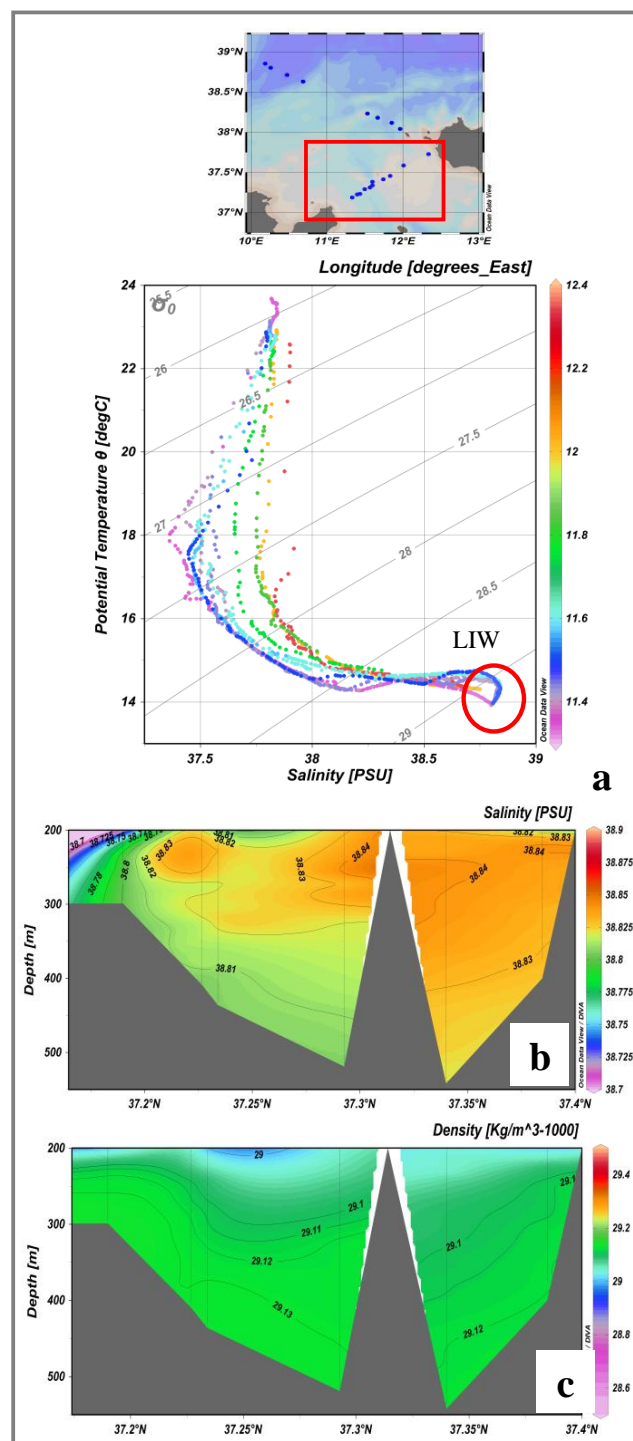 39°N
38.5°N
38°N
37.5°N
37°N
10°E
11°E
12°E
13°E
Ocean Data View
Longitude [degrees_East]
24
22
20
18
16
14
Potential Temperature θ [degC]
σ0
25.5
26
26.5
27
27.5
28
28.5
29
LIW
37.5
38
38.5
39
Salinity [PSU]
Ocean Data View
12.4
12.2
12
11.8
11.6
11.4
a
Salinity [PSU]
200
300
400
500
Depth [m]
38.7
38.725
38.75
38.78
38.8
38.82
38.83
38.81
38.82
38.83
38.84
38.81
38.82
38.83
38.84
38.83
37.2°N
37.25°N
37.3°N
37.35°N
37.4°N
Ocean Data View / DIVA
38.9
38.875
38.85
38.825
38.8
38.775
38.75
38.725
38.7
b
Density [Kg/m^3-1000]
200
300
400
500
Depth [m]
29
29.1
29.11
29.12
29.13
29.1
29.1
29.12
37.2°N
37.25°N
37.3°N
37.35°N
37.4°N
29.4
29.2
29
28.8
28.6
c